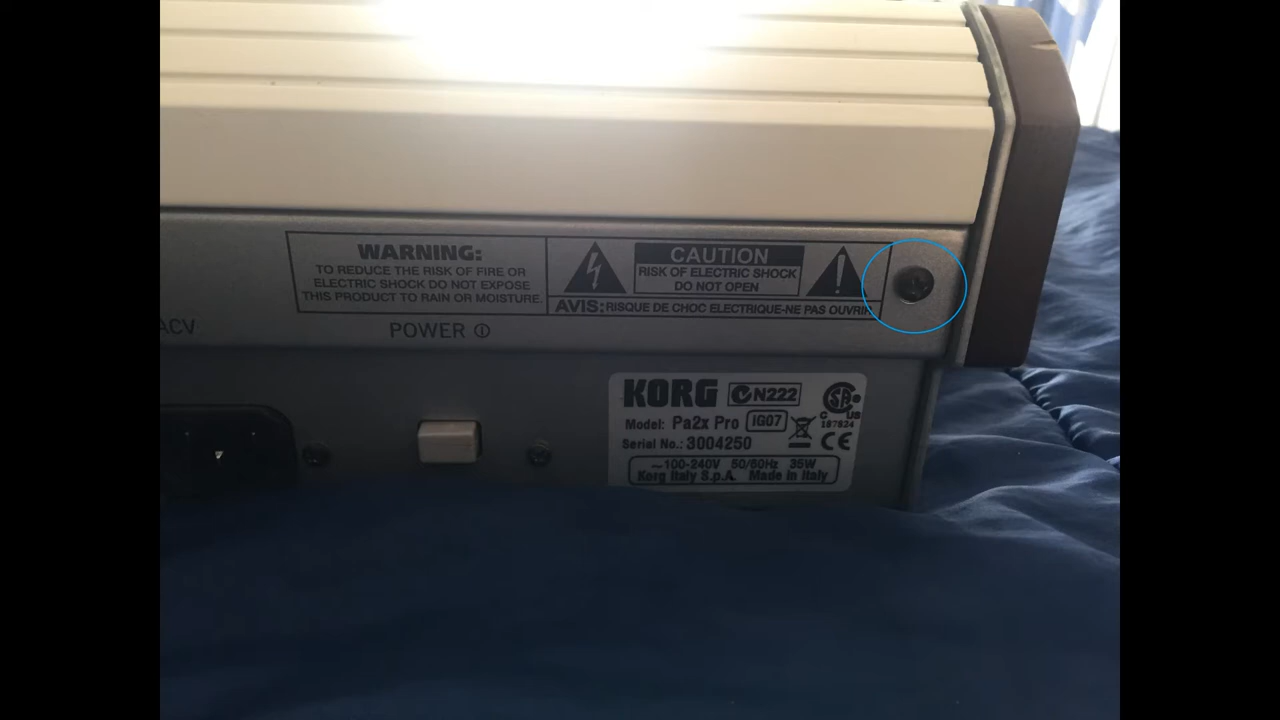 WARNING:
TO REDUCE THE RISK OF FIRE OR
ELECTRIC SHOCK DO NOT EXPOSE
THIS PRODUCT TO RAIN OR MOISTURE.
CAUTION
RISK OF ELECTRIC SHOCK
DO NOT OPEN
AVIS: RISQUE DE CHOC ELECTRIQUE-NE PAS OUVRIR
ACV
POWER
KORG N222
Model: Pa2x Pro IG07
Serial No.: 3004250
C US
187824
CE
~100-240V 50/60Hz 35W
Korg Italy S.p.A. Made in Italy